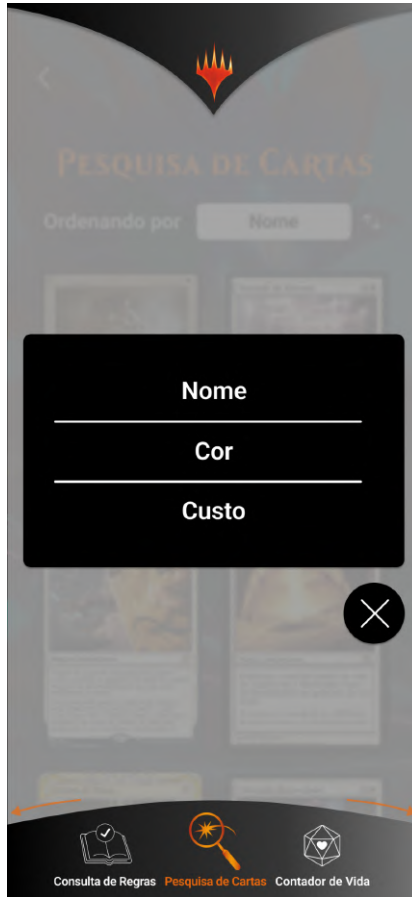 PESQUISA DE CARTAS
Ordenando por Nome
Nome
Cor
Custo
Consulta de Regras Pesquisa de Cartas Contador de Vida